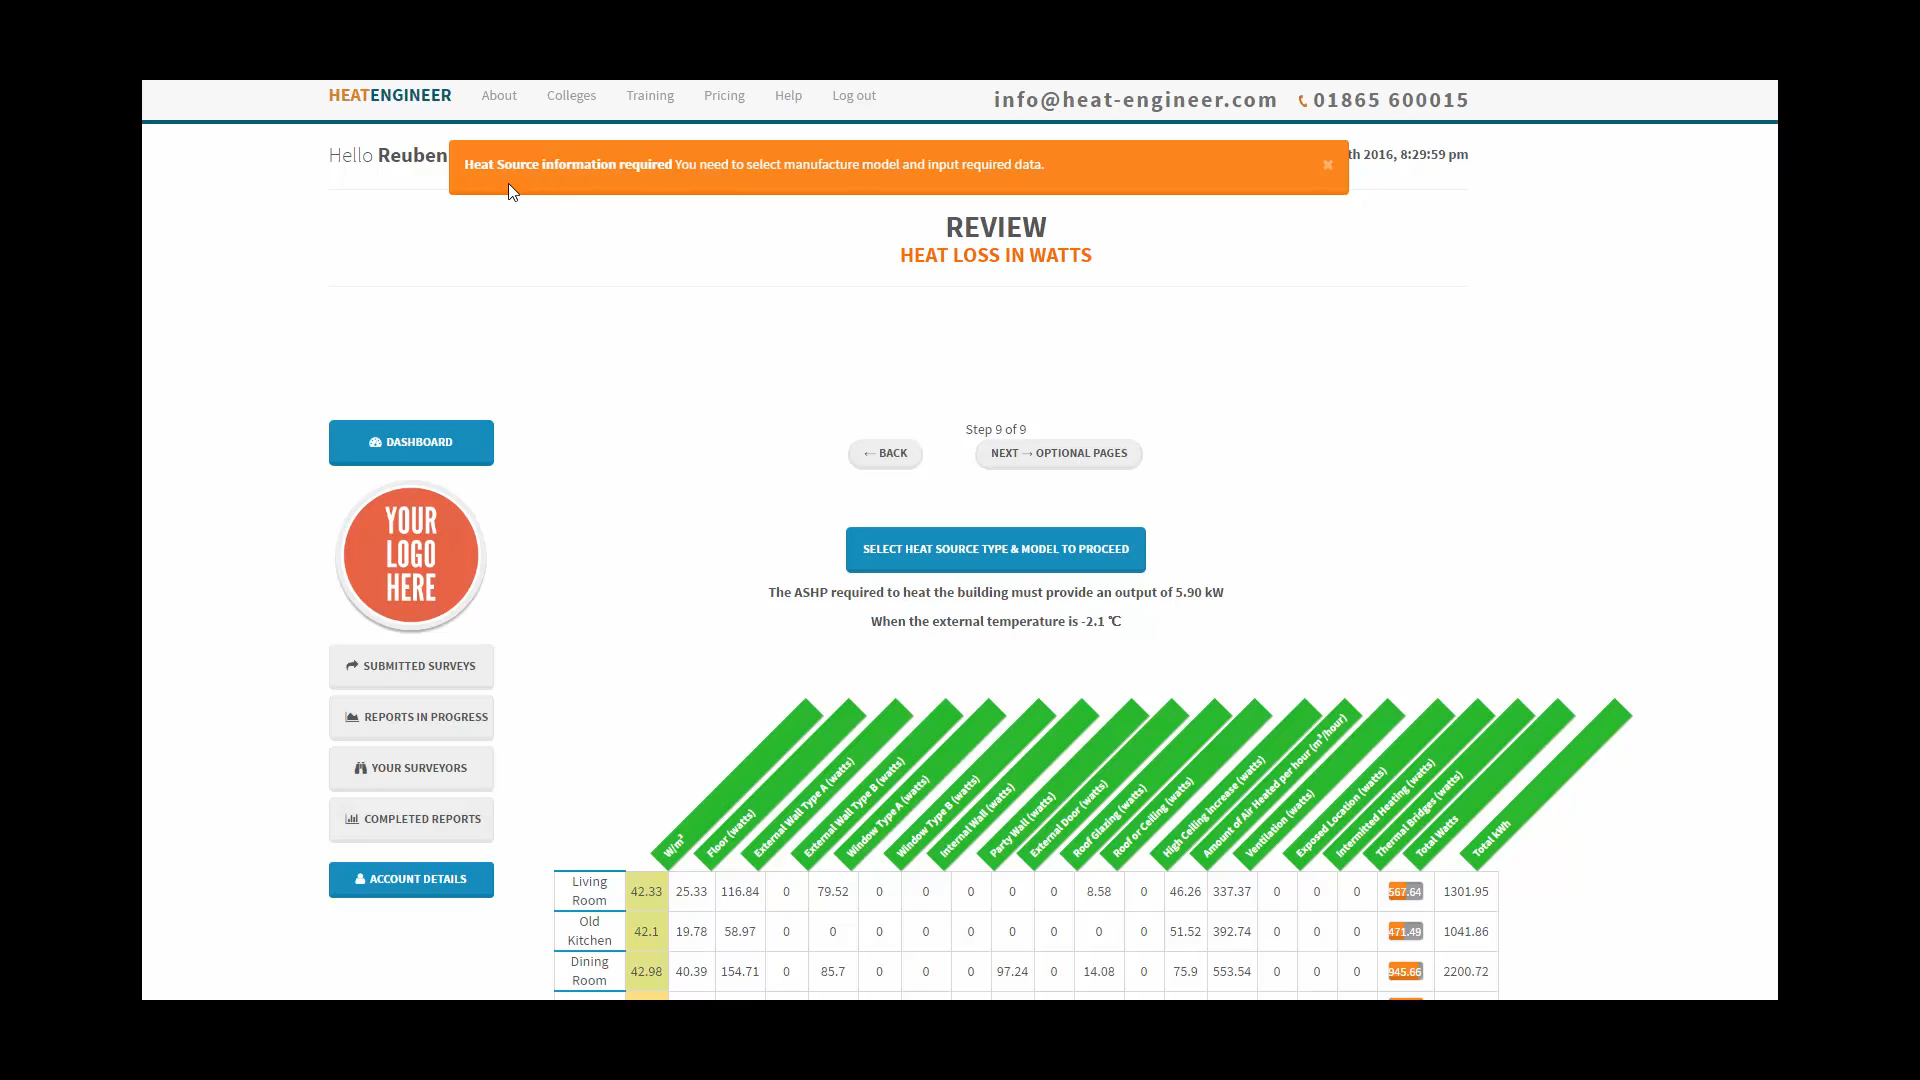 HEATENGINEER About Colleges Training Pricing Help Log out info@heat-engineer.com 01865 600015
Hello Reuben
Heat Source information required You need to select manufacture model and input required data. ×
th 2016, 8:29:59 pm
REVIEW
HEAT LOSS IN WATTS
Step 9 of 9
← BACK NEXT → OPTIONAL PAGES
DASHBOARD
YOUR
LOGO
HERE
SUBMITTED SURVEYS
REPORTS IN PROGRESS
YOUR SURVEYORS
COMPLETED REPORTS
ACCOUNT DETAILS
SELECT HEAT SOURCE TYPE & MODEL TO PROCEED
The ASHP required to heat the building must provide an output of 5.90 kW
When the external temperature is -2.1 ℃
W/m²
Floor (watts)
External Wall Type A (watts)
External Wall Type B (watts)
Window Type A (watts)
Window Type B (watts)
Internal Wall (watts)
Party Wall (watts)
External Door (watts)
Roof Glazing (watts)
Roof or Ceiling (watts)
High Ceiling Increase (watts)
Amount of Air Heated per hour (m³/hour)
Ventilation (watts)
Exposed Location (watts)
Intermitted Heating (watts)
Thermal Bridges (watts)
Total Watts
Total kWh
Living
Room 42.33 25.33 116.84 0 79.52 0 0 0 0 0 8.58 0 46.26 337.37 0 0 0 567.64 1301.95
Old
Kitchen 42.1 19.78 58.97 0 0 0 0 0 0 0 0 0 51.52 392.74 0 0 0 471.49 1041.86
Dining
Room 42.98 40.39 154.71 0 85.7 0 0 0 97.24 0 14.08 0 75.9 553.54 0 0 0 945.66 2200.72